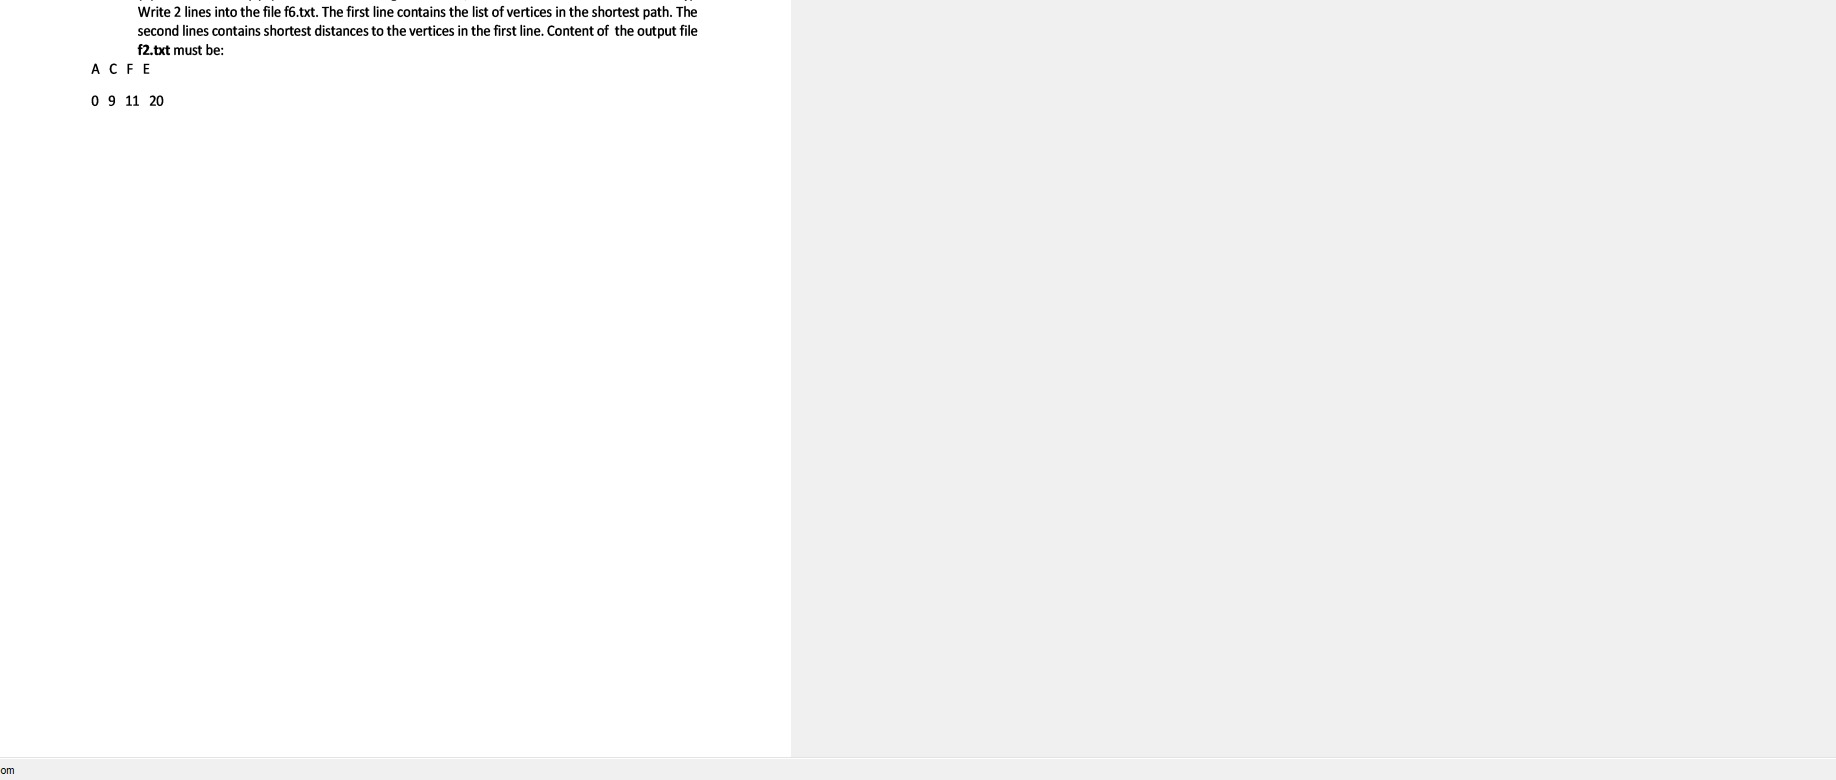 Write 2 lines into the file f6.txt. The first line contains the list of vertices in the shortest path. The
second lines contains shortest distances to the vertices in the first line. Content of the output file
f2.txt must be:
A C F E
0 9 11 20
om